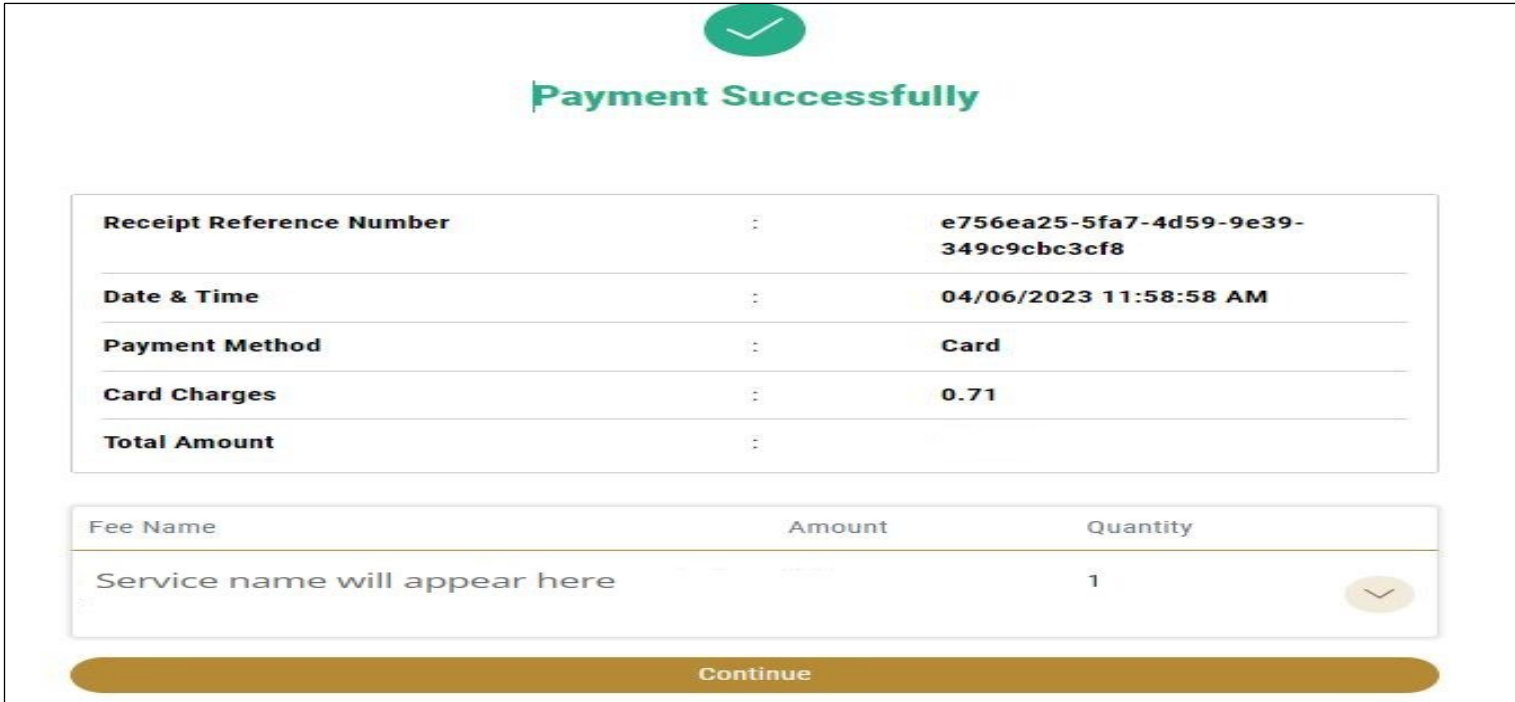 Payment Successfully
Receipt Reference Number : e756ea25-5fa7-4d59-9e39-
349c9cbc3cf8
Date & Time : 04/06/2023 11:58:58 AM
Payment Method : Card
Card Charges : 0.71
Total Amount :
Fee Name Amount Quantity
Service name will appear here 1
Continue